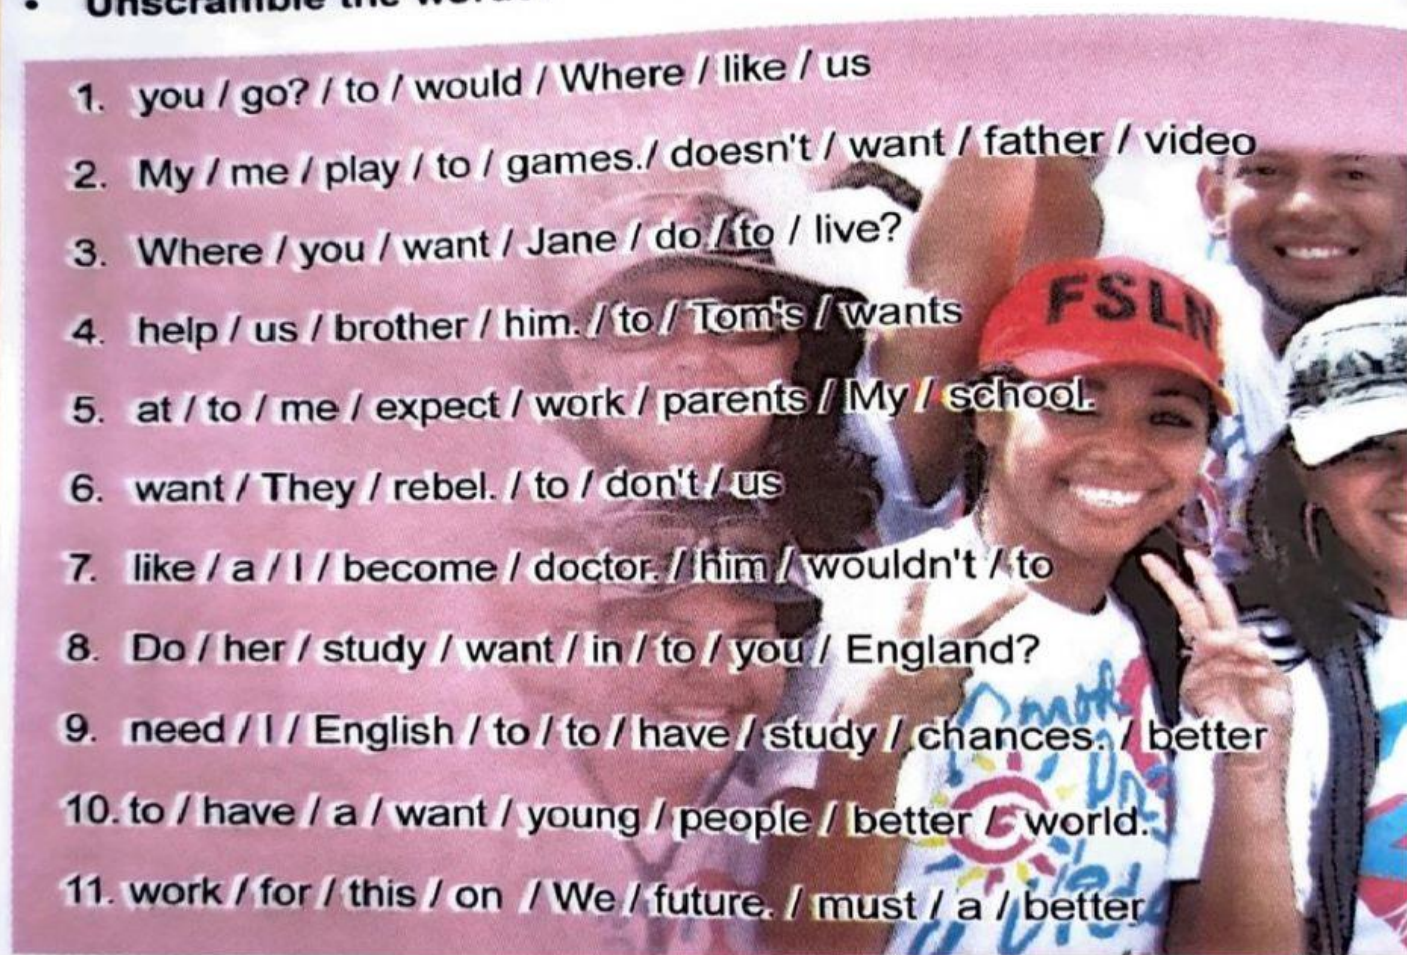 • Unscramble the words
1. you / go? / to / would / Where / like / us
2. My / me / play / to / games./ doesn't / want / father / video
3. Where / you / want / Jane / do / to / live?
4. help / us / brother / him. / to / Tom's / wants
5. at / to / me / expect / work / parents / My / school.
6. want / They / rebel. / to / don't / us
7. like / a / I / become / doctor. / him / wouldn't / to
8. Do / her / study / want / in / to / you / England?
9. need / I / English / to / to / have / study / chances. / better
10. to / have / a / want / young / people / better / world.
11. work / for / this / on / We / future. / must / a / better
FSLN